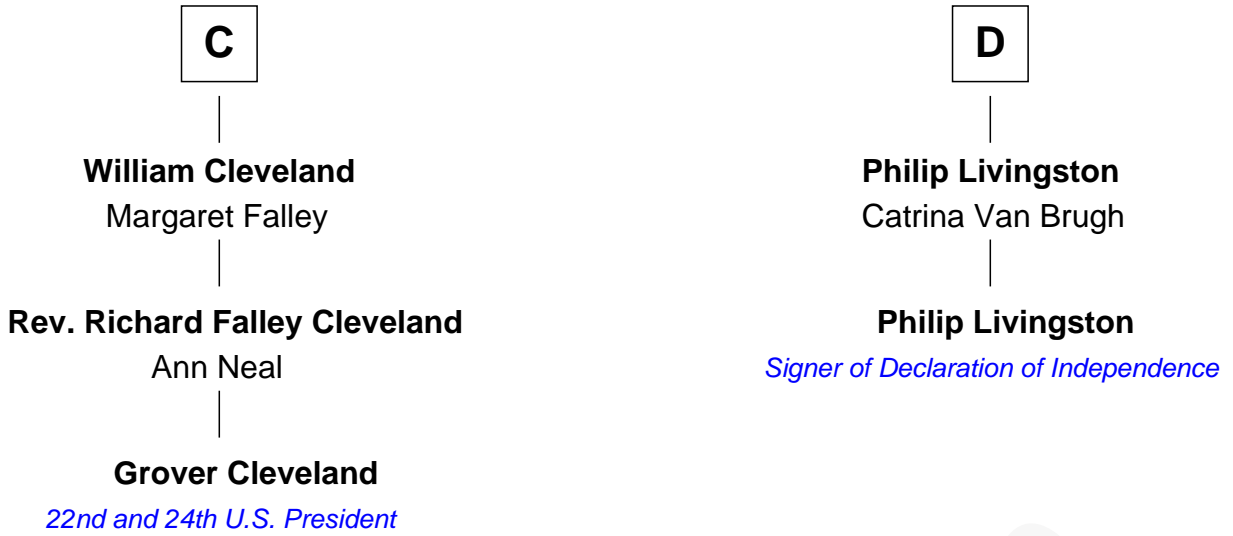 C
William Cleveland
Margaret Falley
Rev. Richard Falley Cleveland
Ann Neal
Grover Cleveland
22nd and 24th U.S. President
D
Philip Livingston
Catrina Van Brugh
Philip Livingston
Signer of Declaration of Independence